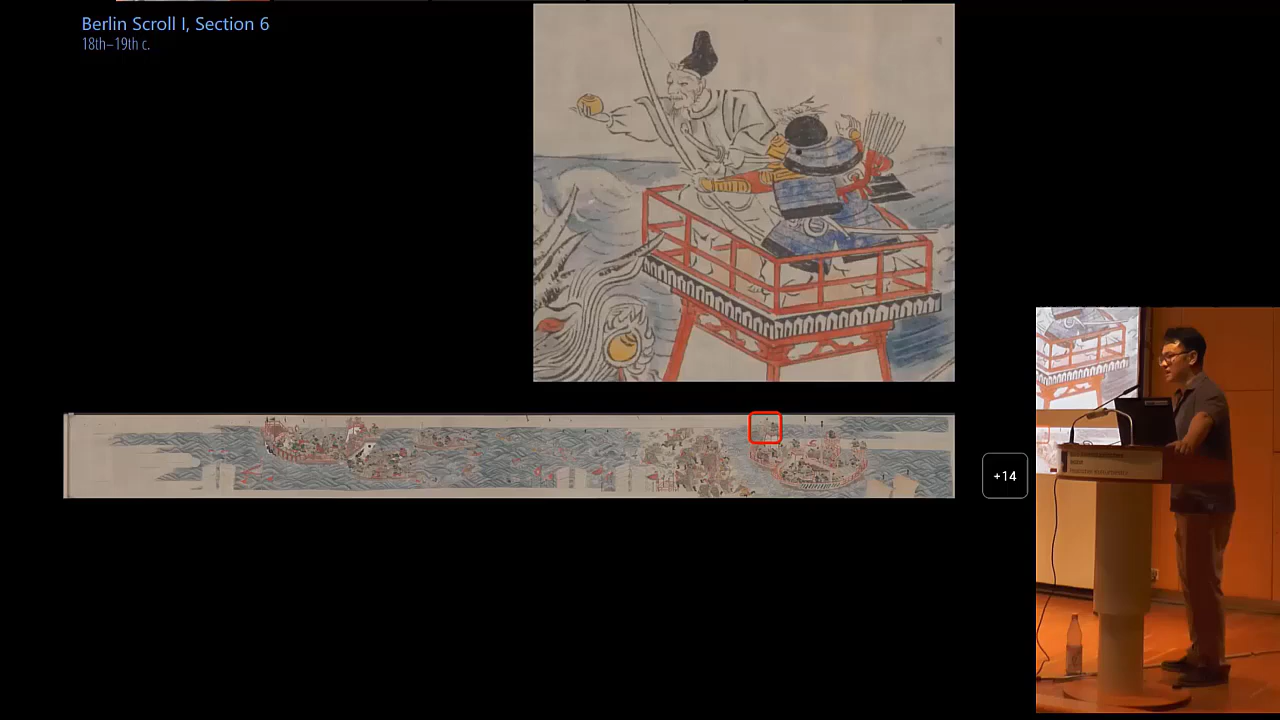 Berlin Scroll I, Section 6
18th–19th c.
+14